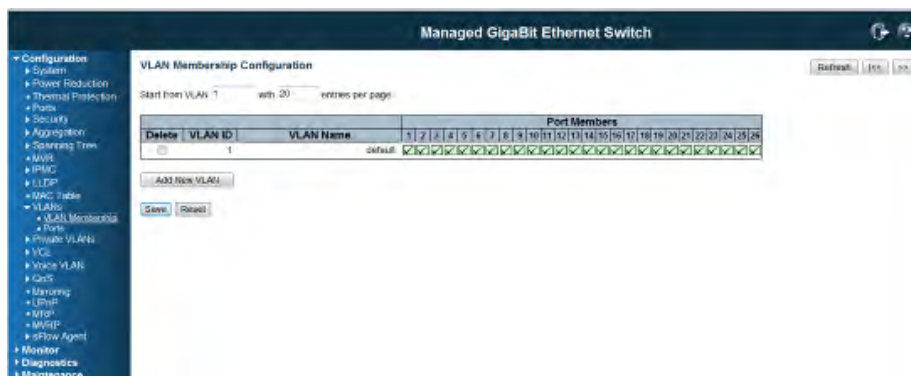 Managed GigaBit Ethernet Switch
Configuration
System
Power Reduction
Thermal Protection
Ports
Security
Aggregation
Spanning Tree
MVR
IPMC
LLDP
MAC Table
VLANs
VLAN Membership
Ports
Private VLANs
VCL
Voice VLAN
QoS
Mirroring
UPnP
MVRP
sFlow Agent
Monitor
Diagnostics
Maintenance
VLAN Membership Configuration
Refresh |<< >>
Start from VLAN 1 with 20 entries per page
Port Members
Delete VLAN ID VLAN Name 1 2 3 4 5 6 7 8 9 10 11 12 13 14 15 16 17 18 19 20 21 22 23 24 25 26
1 default
Add New VLAN
Save Reset